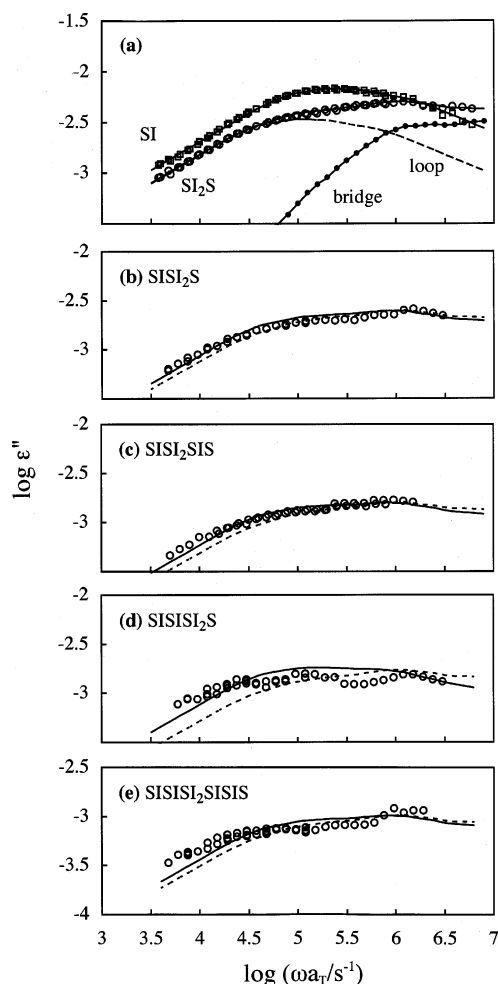 -1.5
(a)
-2
SI
-2.5
SI₂S
loop
-3
bridge
-2
(b) SISI₂S
-2.5
-3
-2
(c) SISI₂SIS
-2.5
-3
log ε"
-2
(d) SISISI₂S
-2.5
-3
-2.5
(e) SISISI₂SISIS
-3
-3.5
-4
3 3.5 4 4.5 5 5.5 6 6.5 7
log (ωa_T/s⁻¹)